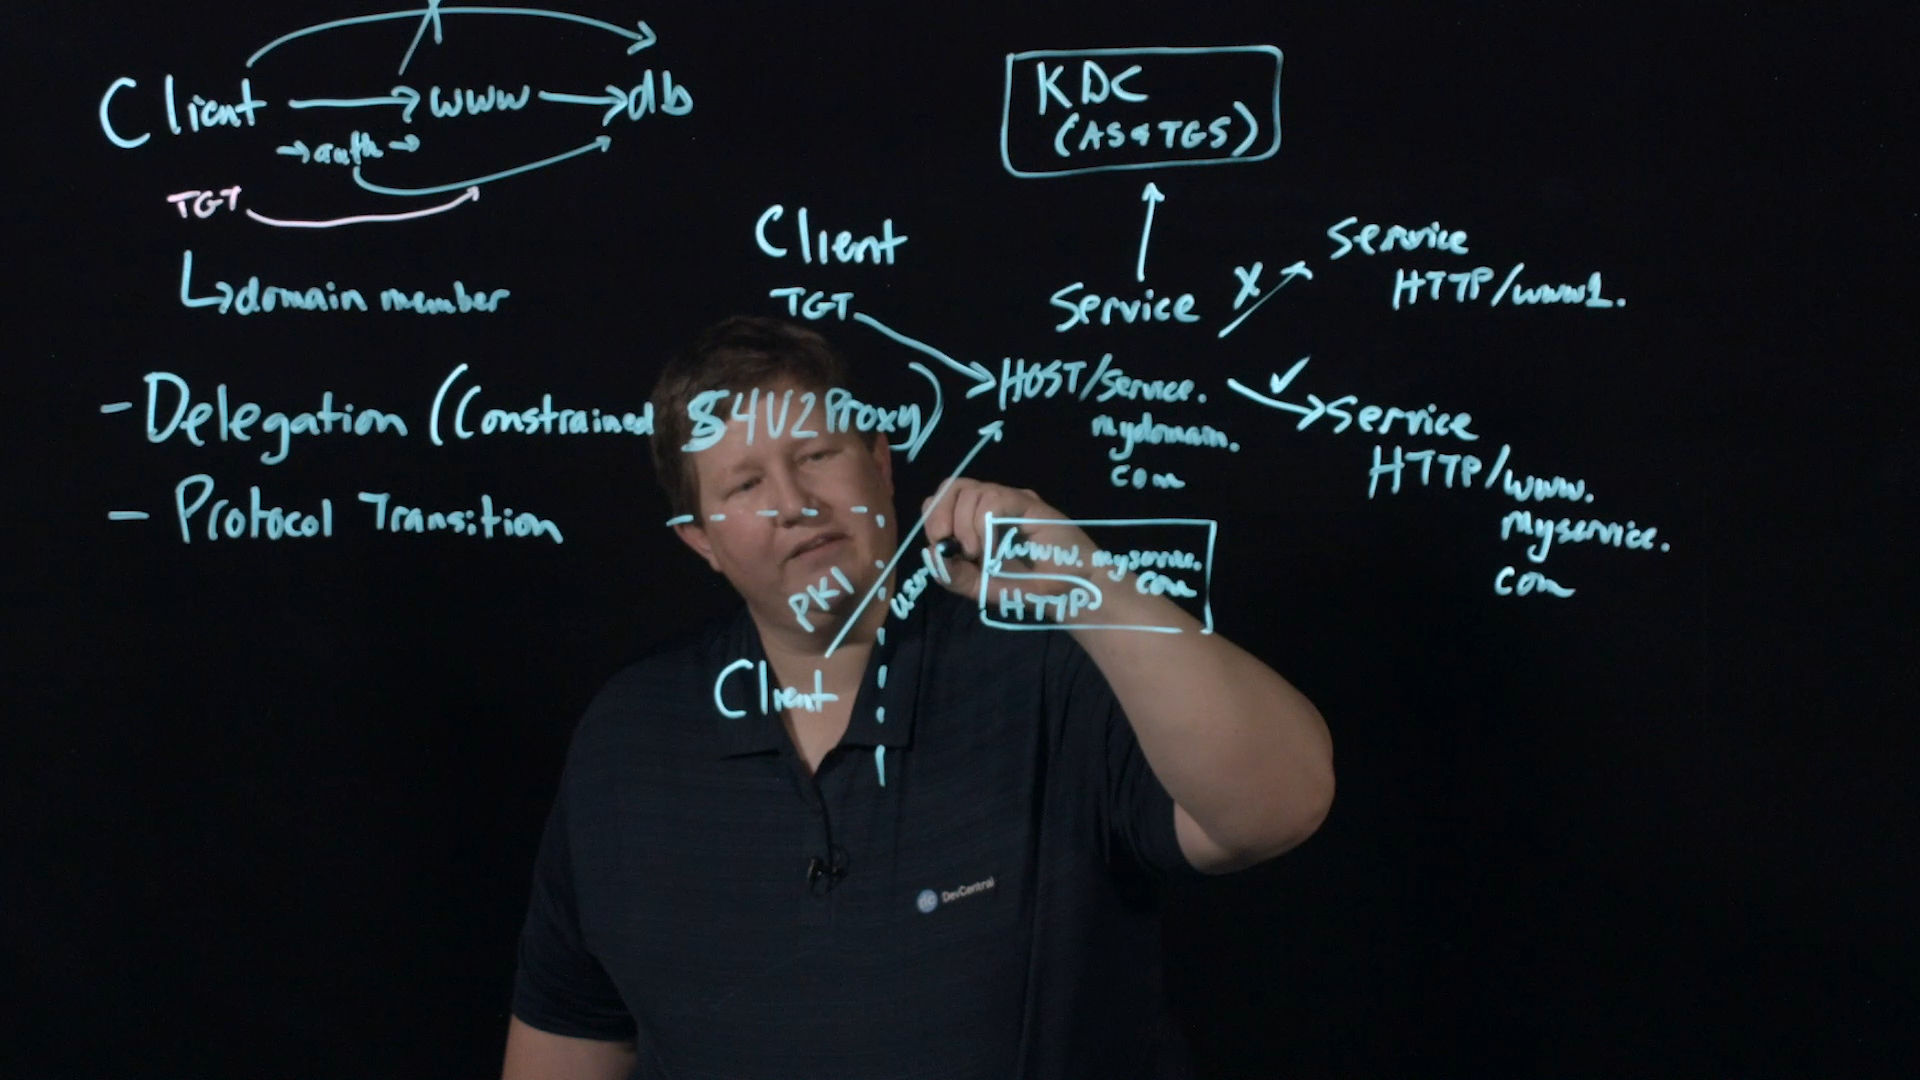 Client → www → db
→ auth →
TGT
↳ domain member
- Delegation (Constrained S4U2Proxy)
- Protocol Transition
KDC
(AS & TGS)
Client
TGT
Service
HOST/service.
mydomain.
com
Service
HTTP/www1.
Service
HTTP/www.
myservice.
com
www.myservice.
com
HTTP
PKI
Client
DevCentral